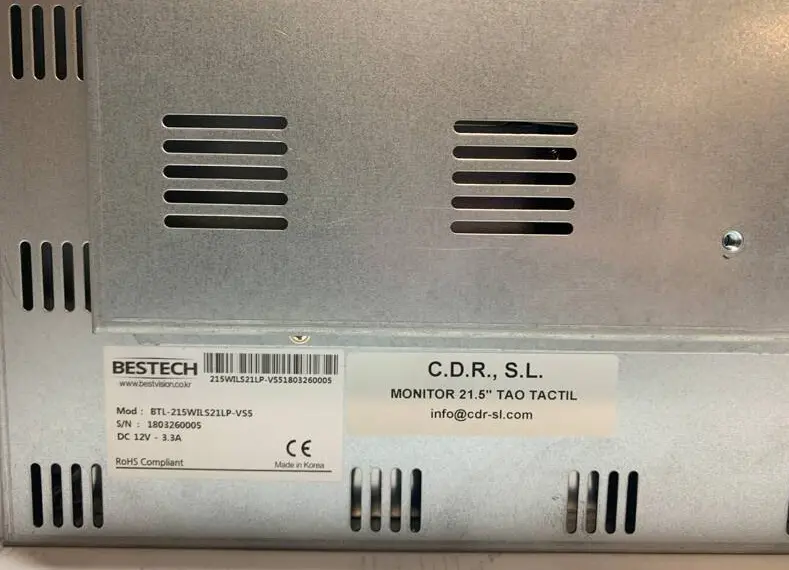 BESTECH
www.bestvision.co.kr
215WILS21LP-VS51803260005
Mod : BTL-215WILS21LP-VS5
S/N : 1803260005
DC 12V - 3.3A
CE
RoHS Compliant
Made in Korea
C.D.R., S.L.
MONITOR 21.5" TAO TACTIL
info@cdr-sl.com